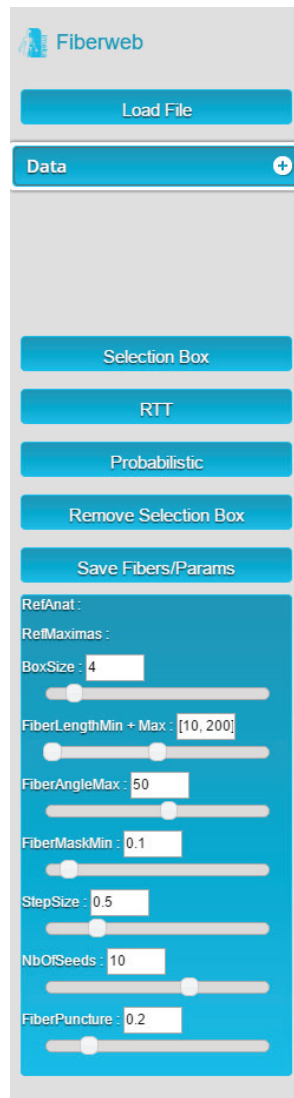 Fiberweb
Load File
Data
Selection Box
RTT
Probabilistic
Remove Selection Box
Save Fibers/Params
RefAnat :
RefMaximas :
BoxSize : 4
FiberLengthMin + Max : [10, 200]
FiberAngleMax : 50
FiberMaskMin : 0.1
StepSize : 0.5
NbOfSeeds : 10
FiberPuncture : 0.2